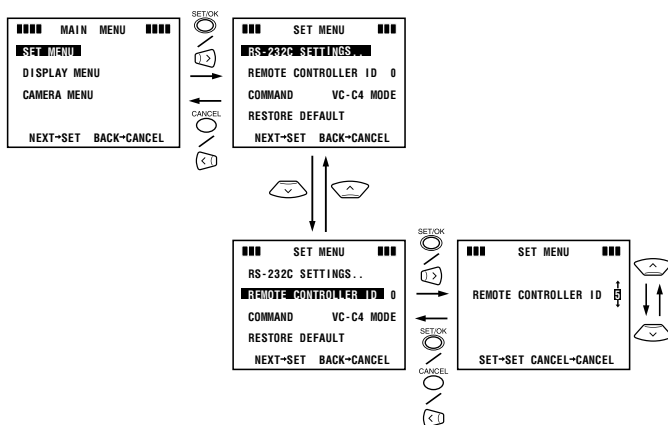 MAIN MENU
SET MENU
DISPLAY MENU
CAMERA MENU
NEXT→SET BACK→CANCEL
SET/OK
CANCEL
SET MENU
RS-232C SETTINGS..
REMOTE CONTROLLER ID 0
COMMAND VC-C4 MODE
RESTORE DEFAULT
NEXT→SET BACK→CANCEL
SET MENU
RS-232C SETTINGS..
REMOTE CONTROLLER ID 0
COMMAND VC-C4 MODE
RESTORE DEFAULT
NEXT→SET BACK→CANCEL
SET/OK
SET/OK
CANCEL
SET MENU
REMOTE CONTROLLER ID 5
SET→SET CANCEL→CANCEL